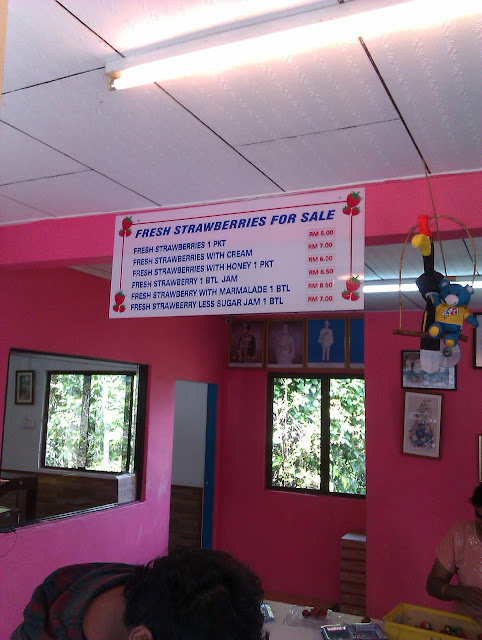 FRESH STRAWBERRIES FOR SALE
FRESH STRAWBERRIES 1 PKT RM 5.00
FRESH STRAWBERRIES WITH CREAM RM 7.00
FRESH STRAWBERRIES WITH HONEY 1 PKT RM 6.00
FRESH STRAWBERRY 1 BTL JAM RM 6.50
FRESH STRAWBERRY WITH MARMALADE 1 BTL RM 8.50
FRESH STRAWBERRY LESS SUGAR JAM 1 BTL RM 7.00